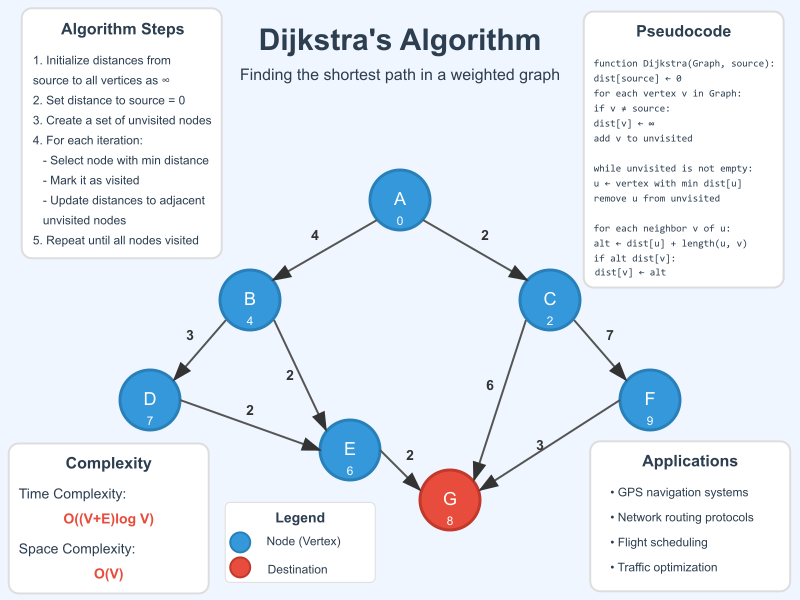 Dijkstra's Algorithm
Finding the shortest path in a weighted graph
Algorithm Steps
1. Initialize distances from
source to all vertices as ∞
2. Set distance to source = 0
3. Create a set of unvisited nodes
4. For each iteration:
- Select node with min distance
- Mark it as visited
- Update distances to adjacent
unvisited nodes
5. Repeat until all nodes visited
Pseudocode
function Dijkstra(Graph, source):
dist[source] ← 0
for each vertex v in Graph:
if v ≠ source:
dist[v] ← ∞
add v to unvisited
while unvisited is not empty:
u ← vertex with min dist[u]
remove u from unvisited
for each neighbor v of u:
alt ← dist[u] + length(u, v)
if alt dist[v]:
dist[v] ← alt
A
0
4
2
B
4
C
2
3
2
6
7
D
7
2
E
6
2
F
9
3
G
8
Complexity
Time Complexity:
O((V+E)log V)
Space Complexity:
O(V)
Legend
Node (Vertex)
Destination
Applications
• GPS navigation systems
• Network routing protocols
• Flight scheduling
• Traffic optimization